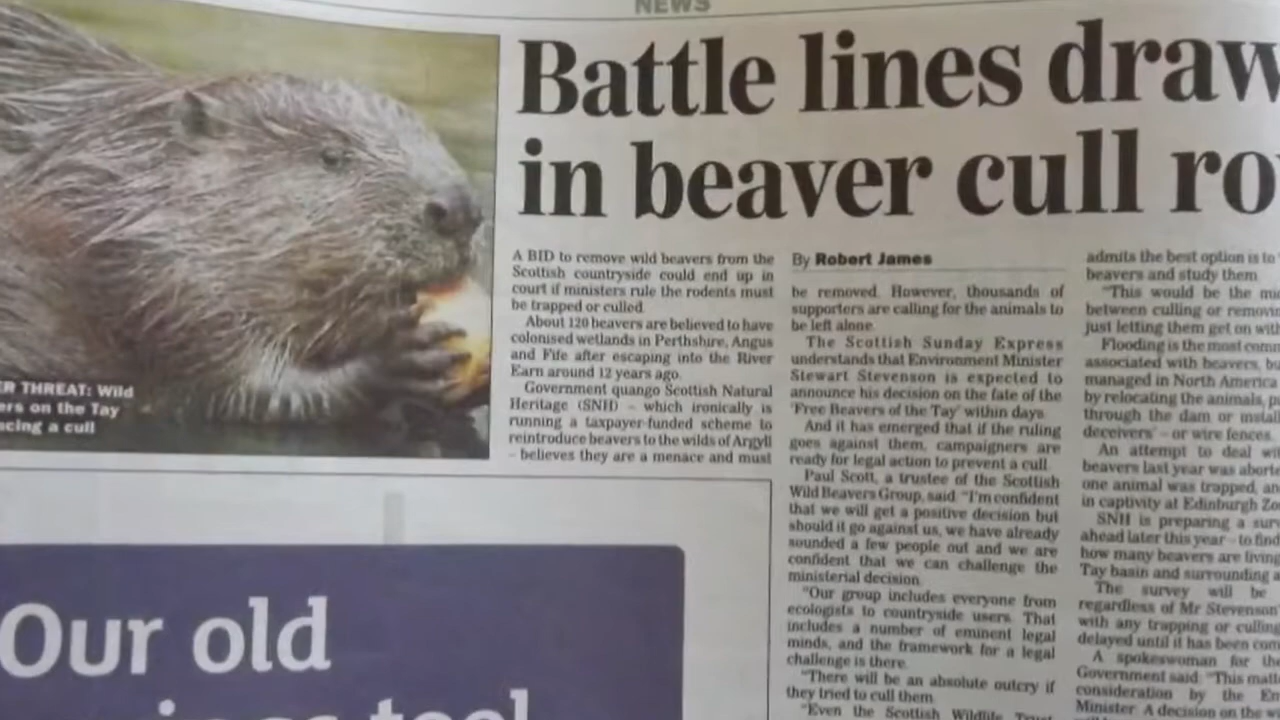 NEWS
Battle lines draw
in beaver cull ro
ER THREAT: Wild
ers on the Tay
acing a cull
A BID to remove wild beavers from the
Scottish countryside could end up in
court if ministers rule the rodents must
be trapped or culled.
About 120 beavers are believed to have
colonised wetlands in Perthshire, Angus
and Fife after escaping into the River
Earn around 12 years ago.
Government quango Scottish Natural
Heritage (SNH) – which ironically is
running a taxpayer-funded scheme to
reintroduce beavers to the wilds of Argyll
– believes they are a menace and must
By Robert James
be removed. However, thousands of
supporters are calling for the animals to
be left alone.
The Scottish Sunday Express
understands that Environment Minister
Stewart Stevenson is expected to
announce his decision on the fate of the
'Free Beavers of the Tay' within days.
And it has emerged that if the ruling
goes against them, campaigners are
ready for legal action to prevent a cull.
Paul Scott, a trustee of the Scottish
Wild Beavers Group, said: "I'm confident
that we will get a positive decision but
should it go against us, we have already
sounded a few people out and we are
confident that we can challenge the
ministerial decision.
"Our group includes everyone from
ecologists to countryside users. That
includes a number of eminent legal
minds, and the framework for a legal
challenge is there.
"There will be an absolute outcry if
they tried to cull them.
"Even the Scottish Wildlife Trust
admits the best option is to
beavers and study them.
"This would be the
between culling or
just letting them get on
Flooding is the most
associated with beavers,
managed in North America
by relocating the animals,
through the dam or
deceivers' – or wire fences.
An attempt to deal
beavers last year was
one animal was trapped,
in captivity at Edinburgh
SNH is preparing a
ahead later this year – to find
how many beavers are living
Tay basin and surrounding
The survey will be
regardless of Mr Stevenson'
with any trapping or culling
delayed until it has been
A spokeswoman for the
Government said: "This
consideration by the
Minister. A decision on the
Our old